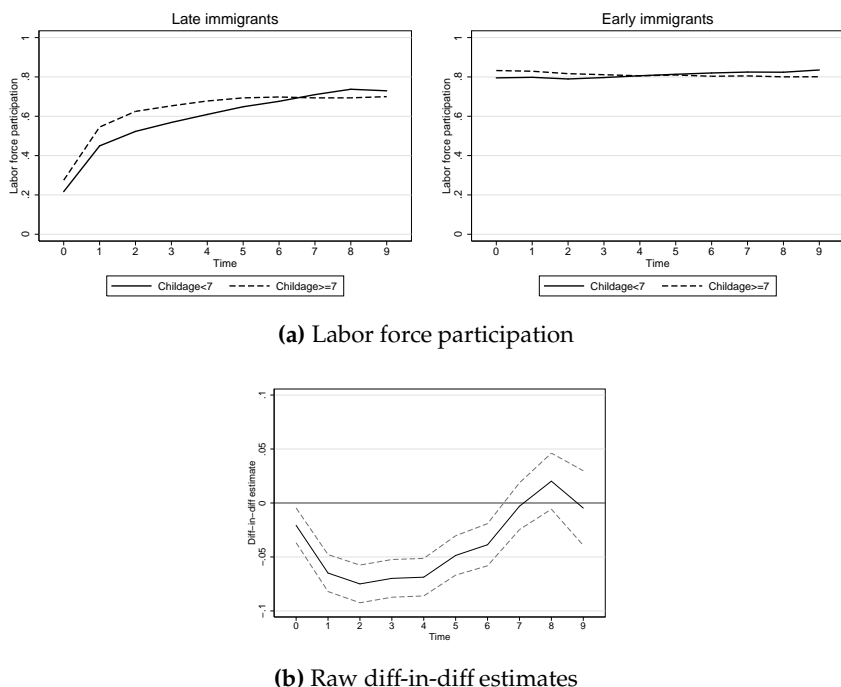 Late immigrants
Labor force participation
0 .2 .4 .6 .8 1
0 1 2 3 4 5 6 7 8 9
Time
Childage<7 Childage>=7
Early immigrants
Labor force participation
0 .2 .4 .6 .8 1
0 1 2 3 4 5 6 7 8 9
Time
Childage<7 Childage>=7
(a) Labor force participation
Diff−in−diff estimate
−.1 −.05 0 .05 .1
0 1 2 3 4 5 6 7 8 9
Time
(b) Raw diff-in-diff estimates